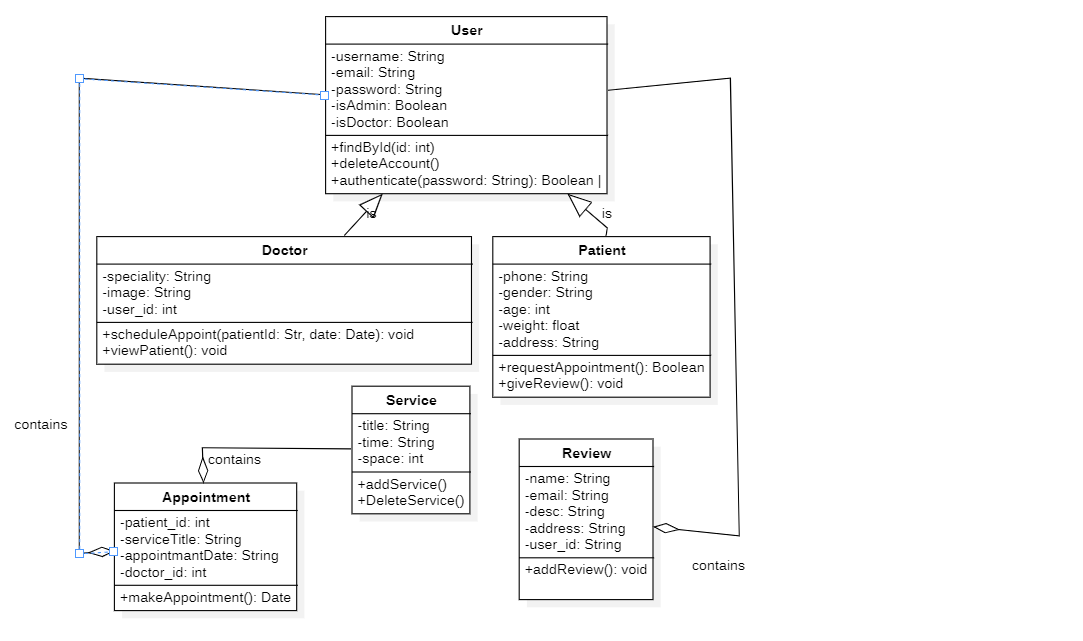 User
-username: String
-email: String
-password: String
-isAdmin: Boolean
-isDoctor: Boolean
+findById(id: int)
+deleteAccount()
+authenticate(password: String): Boolean |
is
is
Doctor
-speciality: String
-image: String
-user_id: int
+scheduleAppoint(patientId: Str, date: Date): void
+viewPatient(): void
Patient
-phone: String
-gender: String
-age: int
-weight: float
-address: String
+requestAppointment(): Boolean
+giveReview(): void
contains
Service
-title: String
-time: String
-space: int
+addService()
+DeleteService()
contains
Appointment
-patient_id: int
-serviceTitle: String
-appointmantDate: String
-doctor_id: int
+makeAppointment(): Date
Review
-name: String
-email: String
-desc: String
-address: String
-user_id: String
+addReview(): void
contains